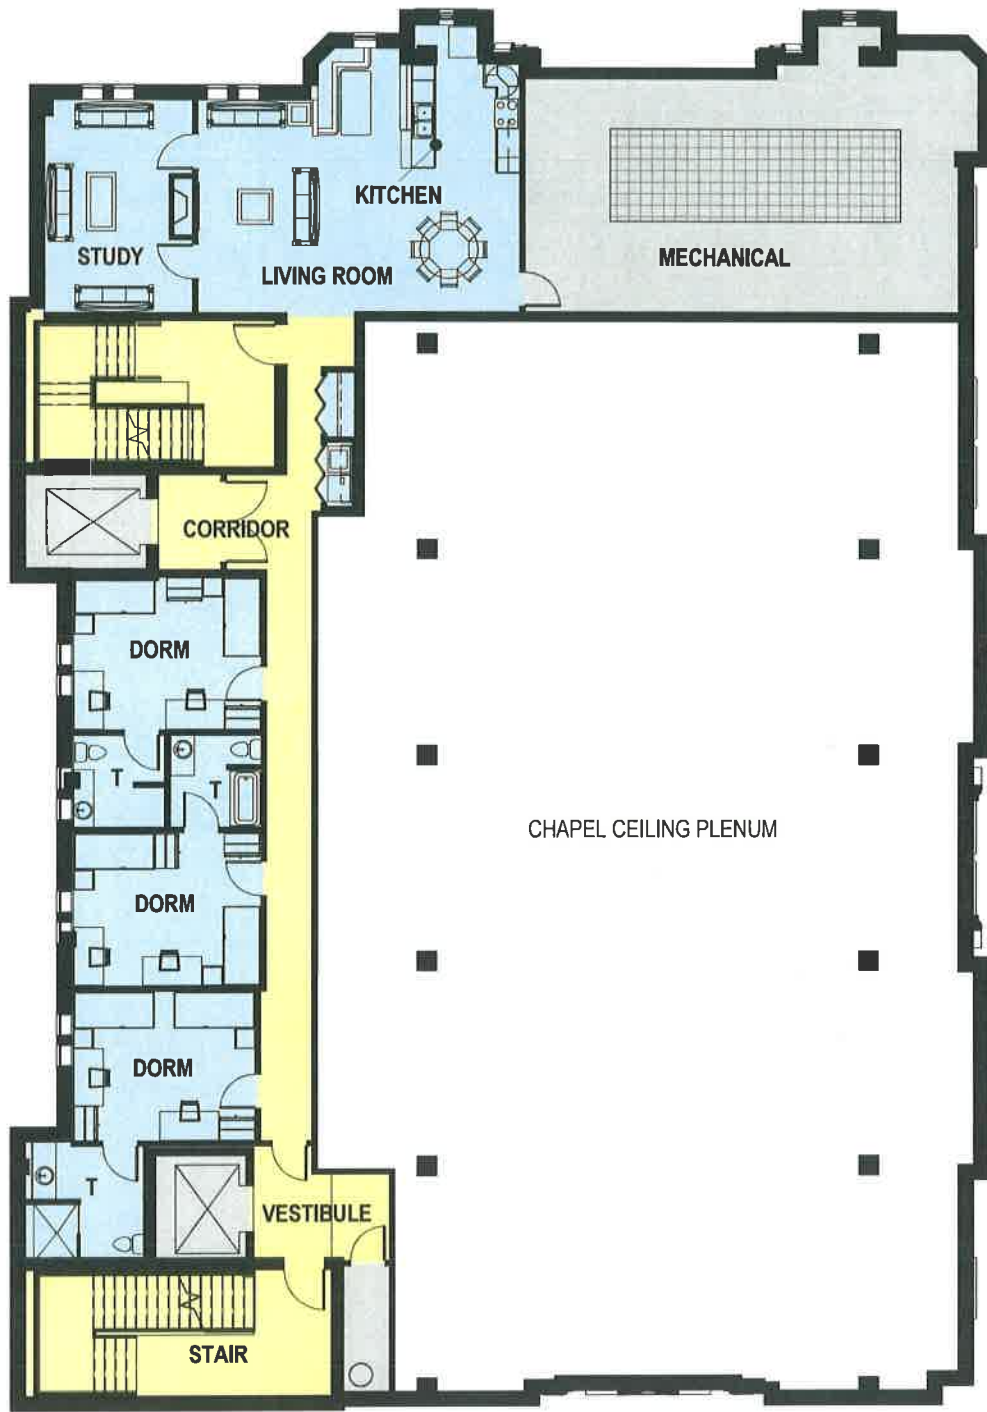 KITCHEN
STUDY
LIVING ROOM
MECHANICAL
CORRIDOR
DORM
T
T
CHAPEL CEILING PLENUM
DORM
DORM
T
VESTIBULE
STAIR